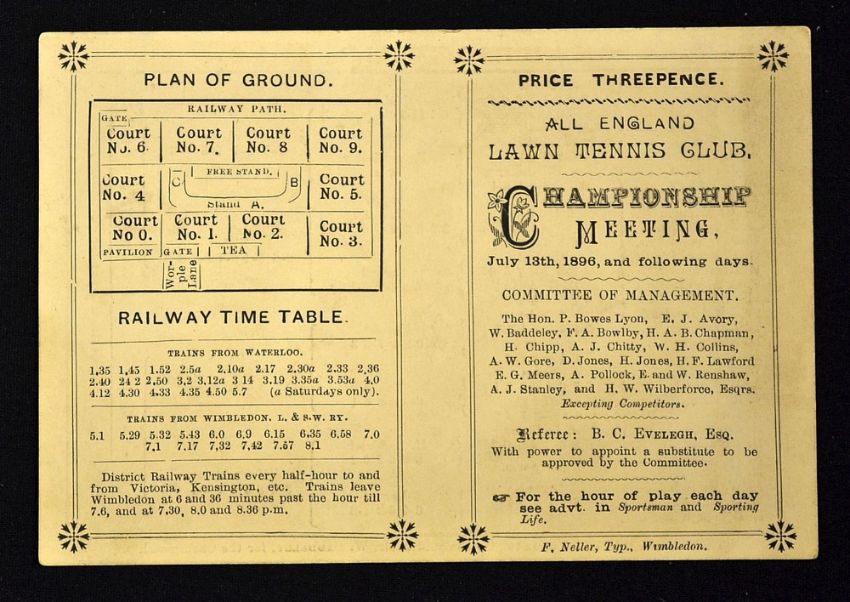 PLAN OF GROUND.
RAILWAY PATH.
GATE
Court No. 6. Court No. 7. Court No. 8 Court No. 9.
Court No. 4 C FREE STAND. B Court No. 5.
Stand A.
Court No 0. Court No. 1. Court No. 2. Court No. 3.
PAVILION GATE TEA
Wor-
ple
Lane
RAILWAY TIME TABLE.
TRAINS FROM WATERLOO.
1.35 1.45 1.52 2.5a 2.10a 2.17 2.30a 2.33 2.36
2.40 24 2 2.50 3.2 3.12a 3 14 3.19 3.35a 3.53a 4.0
4.12 4.30 4.33 4.35 4.50 5.7 (a Saturdays only).
TRAINS FROM WIMBLEDON. L. & S.W. RY.
5.1 5.29 5.32 5.43 6.0 6.9 6.15 6.35 6.58 7.0
7.1 7.17 7.32 7.42 7.57 8.1
District Railway Trains every half-hour to and
from Victoria, Kensington, etc. Trains leave
Wimbledon at 6 and 36 minutes past the hour till
7.6, and at 7.30, 8.0 and 8.36 p.m.
PRICE THREEPENCE.
ALL ENGLAND
LAWN TENNIS CLUB,
CHAMPIONSHIP
MEETING,
July 13th, 1896, and following days.
COMMITTEE OF MANAGEMENT.
The Hon. P. Bowes Lyon, E. J. Avory,
W. Baddeley, F. A. Bowlby, H. A. B. Chapman,
H. Chipp, A. J. Chitty, W. H. Collins,
A. W. Gore, D. Jones, H. Jones, H. F. Lawford
E. G. Meers, A. Pollock, E. and W. Renshaw,
A. J. Stanley, and H. W. Wilberforce, Esqrs.
Excepting Competitors.
Referee: B. C. EVELEGH, ESQ.
With power to appoint a substitute to be
approved by the Committee.
☞ For the hour of play each day
see advt. in Sportsman and Sporting
Life.
F. Neller, Typ., Wimbledon.